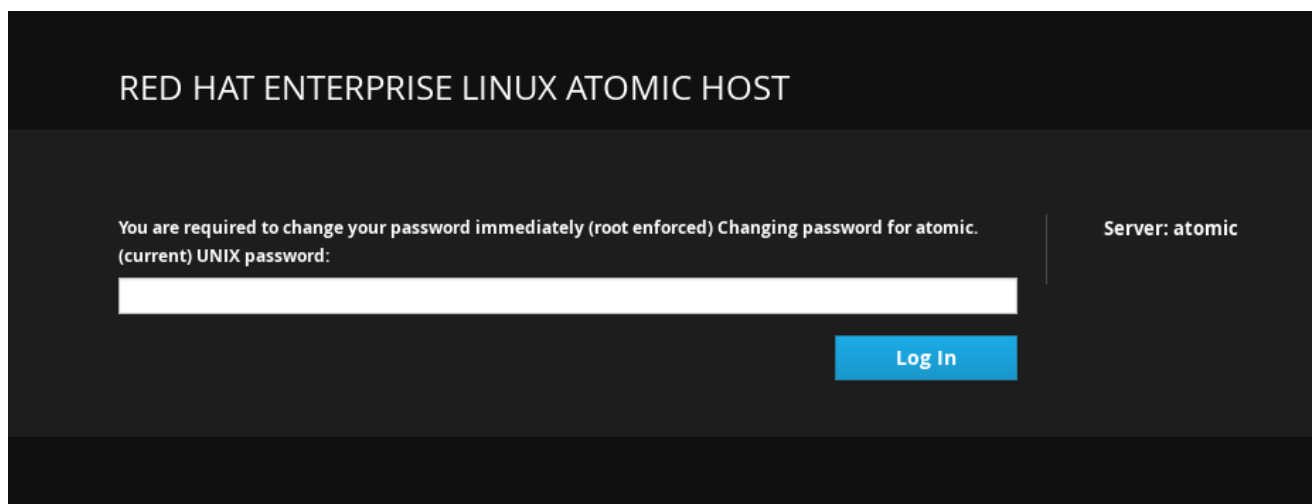 RED HAT ENTERPRISE LINUX ATOMIC HOST
You are required to change your password immediately (root enforced) Changing password for atomic.
(current) UNIX password:
Server: atomic
Log In